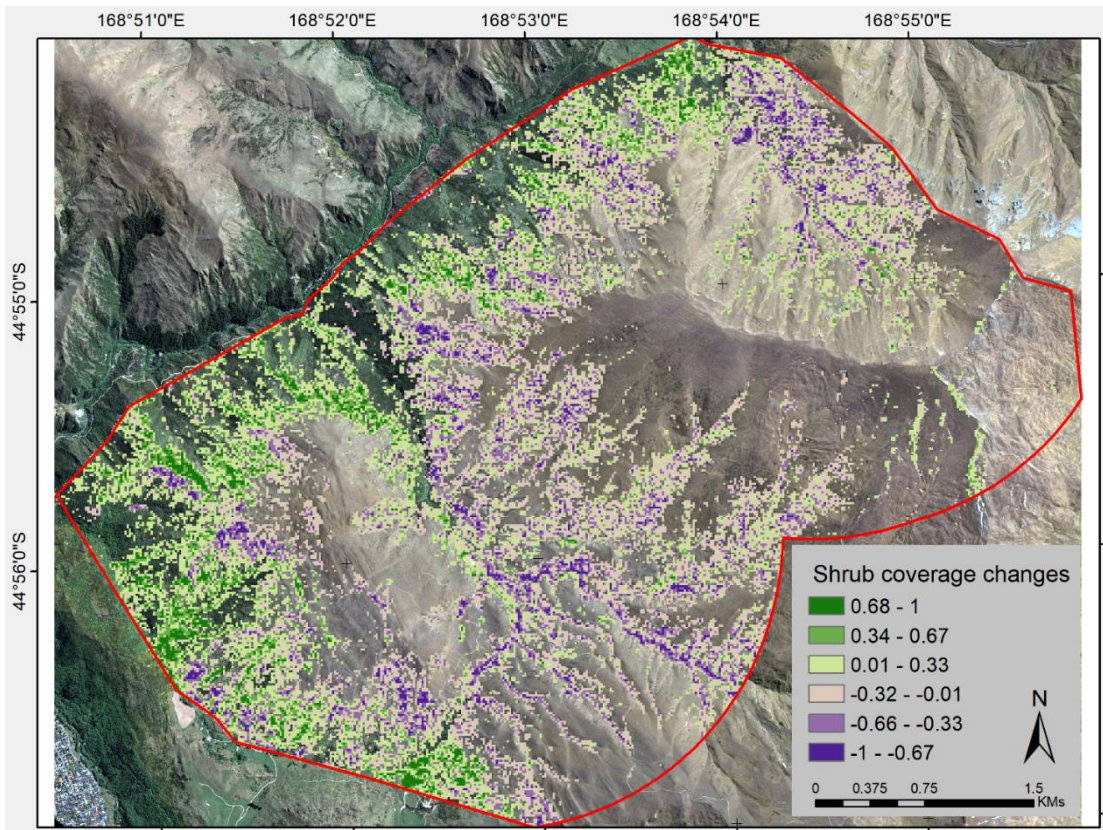 168°51'0"E 168°52'0"E 168°53'0"E 168°54'0"E 168°55'0"E
44°55'0"S
44°56'0"S
Shrub coverage changes
0.68 - 1
0.34 - 0.67
0.01 - 0.33
-0.32 - -0.01
-0.66 - -0.33
-1 - -0.67
N
0 0.375 0.75 1.5
KMs